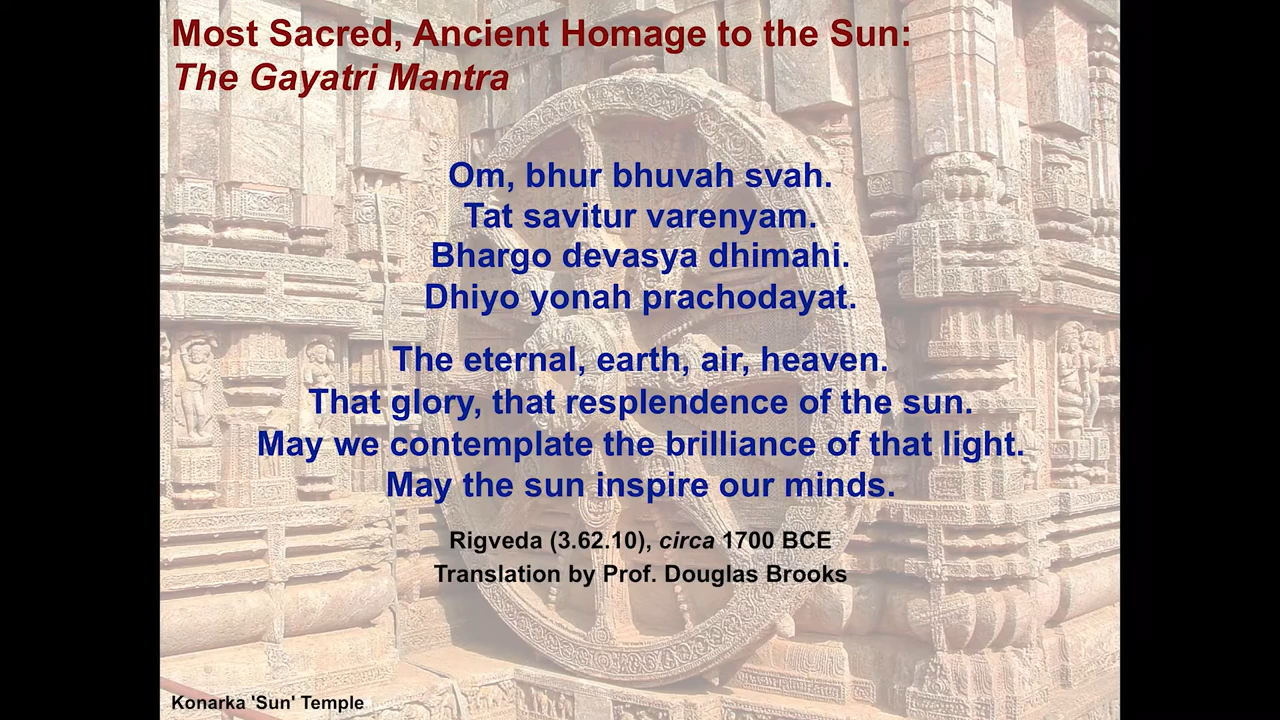 Most Sacred, Ancient Homage to the Sun:
The Gayatri Mantra
Om, bhur bhuvah svah.
Tat savitur varenyam.
Bhargo devasya dhimahi.
Dhiyo yonah prachodayat.
The eternal, earth, air, heaven.
That glory, that resplendence of the sun.
May we contemplate the brilliance of that light.
May the sun inspire our minds.
Rigveda (3.62.10), circa 1700 BCE
Translation by Prof. Douglas Brooks
Konarka 'Sun' Temple